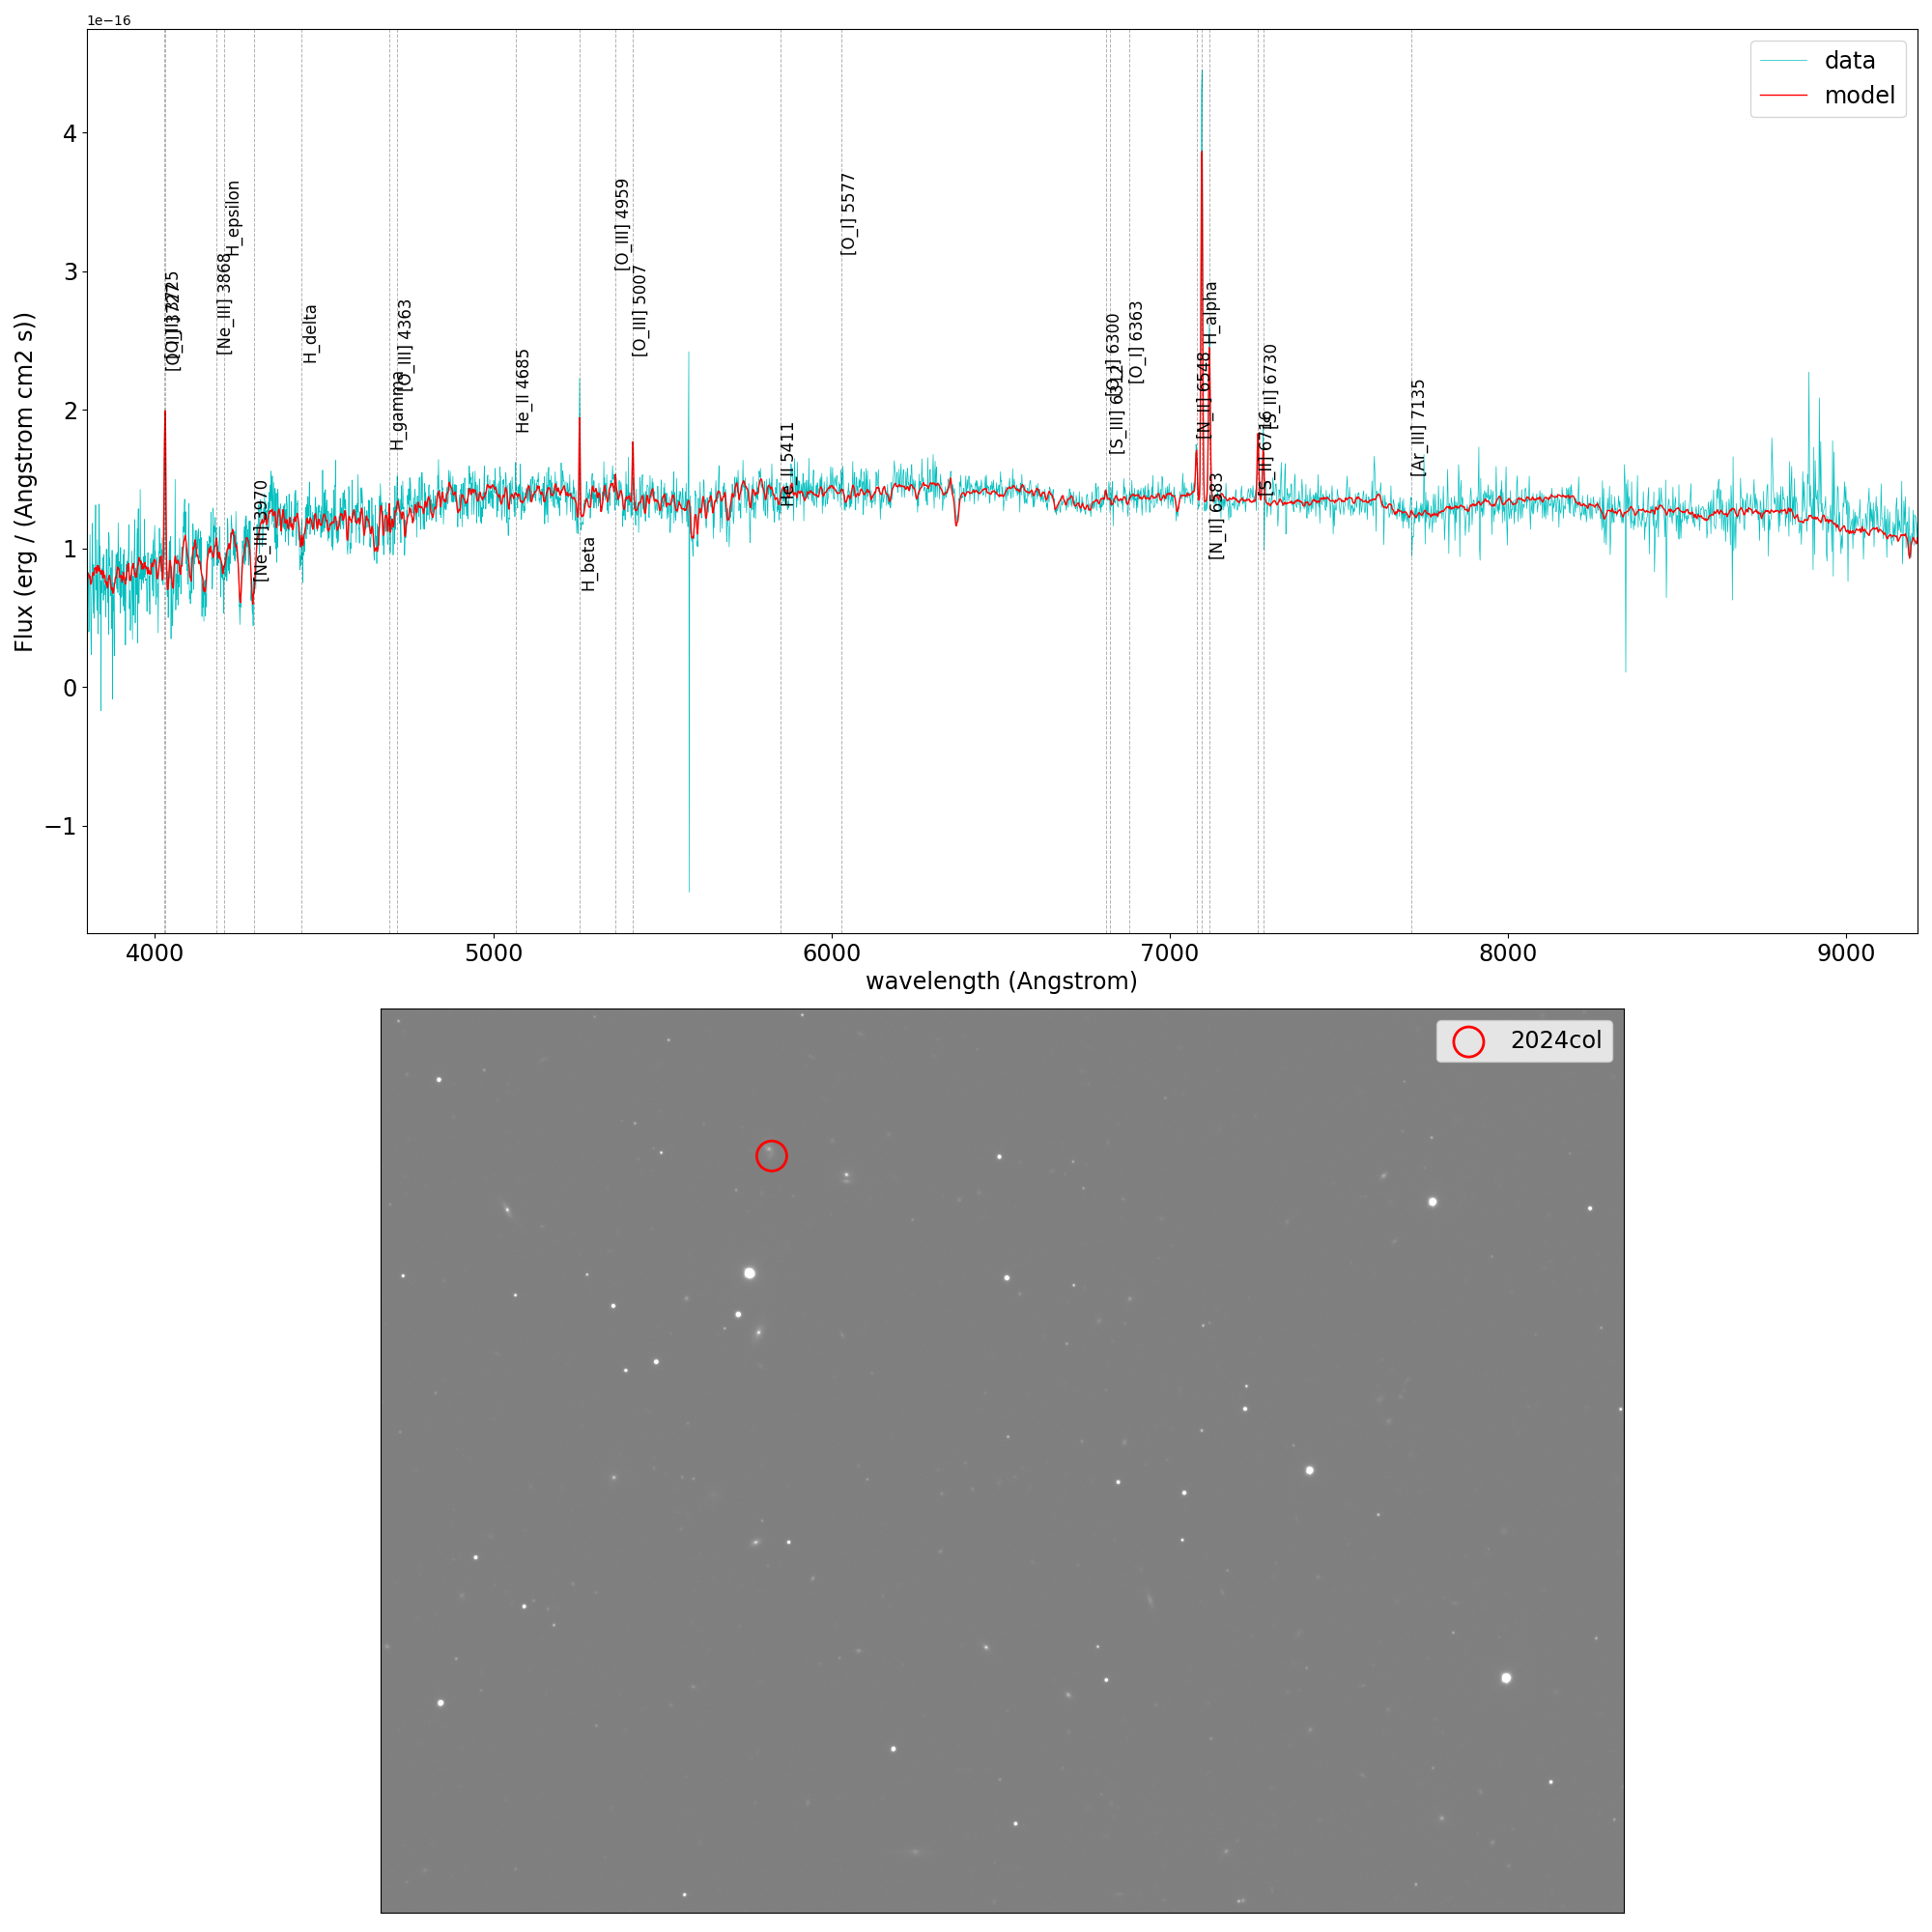 1e−16
data
model
4
3
2
1
0
−1
Flux (erg / (Angstrom cm2 s))
[Ne_III] 3868
H_epsilon
[Ne_III] 3970
H_delta
H_gamma
[O_III] 4363
He_II 4685
H_beta
[O_III] 4959
[O_III] 5007
He_II 5411
[O_I] 5577
[O_I] 6300
[S_III] 6312
[O_I] 6363
[N_II] 6548
H_alpha
[N_II] 6583
[S_II] 6716
[S_II] 6730
[Ar_III] 7135
4000 5000 6000 7000 8000 9000
wavelength (Angstrom)
2024col